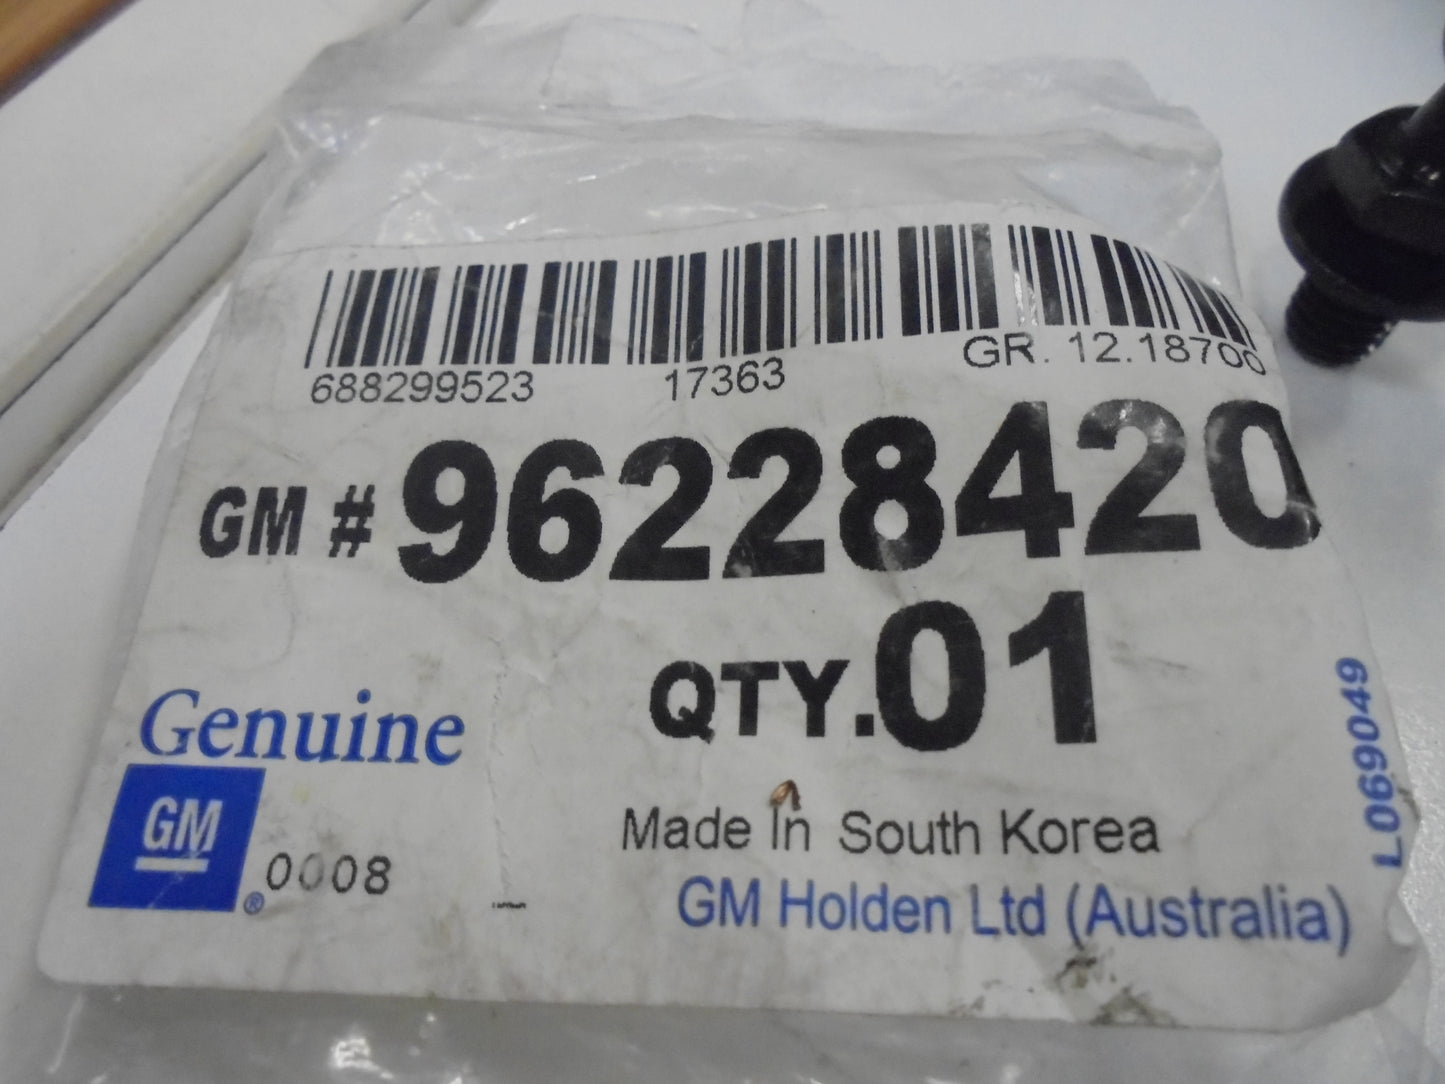 688299523 17363 GR. 12.18700
GM # 96228420
QTY. 01
Genuine
GM
® 0008
Made In South Korea
GM Holden Ltd (Australia)
L069049